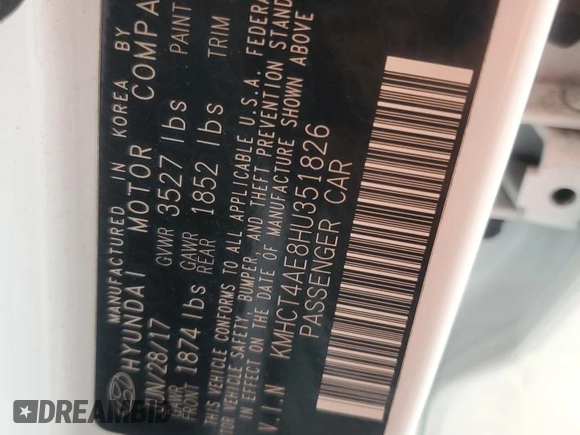 MANUFACTURED IN KOREA BY
HYUNDAI MOTOR COMPA
/28/17 GVWR 3527 lbs PAINT
FRONT 1874 lbs GAWR REAR 1852 lbs TRIM
THIS VEHICLE CONFORMS TO ALL APPLICABLE U.S.A. FEDERA
MOTOR VEHICLE SAFETY, BUMPER, AND THEFT PREVENTION STAND
IN EFFECT ON THE DATE OF MANUFACTURE SHOWN ABOVE
V.I.N KMHCT4AE8HU351826
PASSENGER CAR
DREAMBID